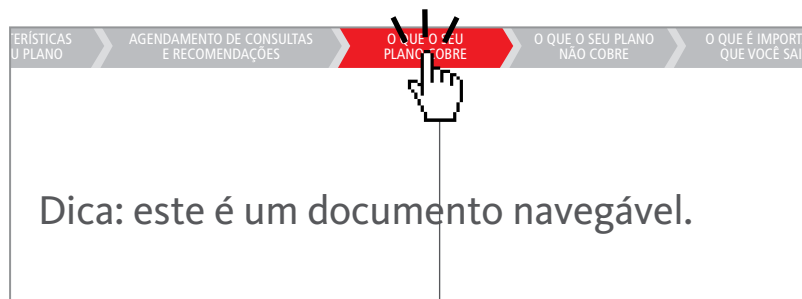 ERÍSTICAS
U PLANO
AGENDAMENTO DE CONSULTAS
E RECOMENDAÇÕES
O QUE O SEU
PLANO COBRE
O QUE O SEU PLANO
NÃO COBRE
O QUE É IMPORT
QUE VOCÊ SAI
Dica: este é um documento navegável.